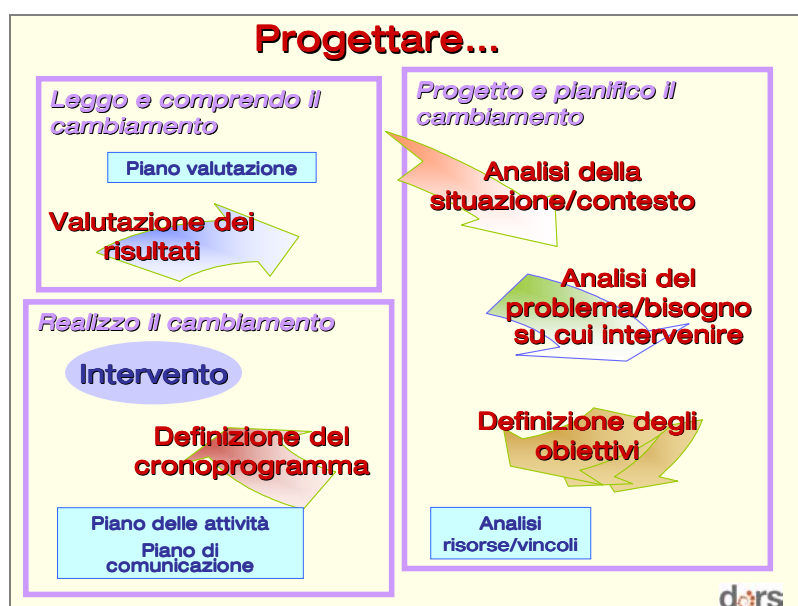 Progettare...
Leggo e comprendo il
cambiamento
Piano valutazione
Valutazione dei
risultati
Progetto e pianifico il
cambiamento
Analisi della
situazione/contesto
Analisi del
problema/bisogno
su cui intervenire
Definizione degli
obiettivi
Analisi
risorse/vincoli
Realizzo il cambiamento
Intervento
Definizione del
cronoprogramma
Piano delle attività
Piano di
comunicazione
dors